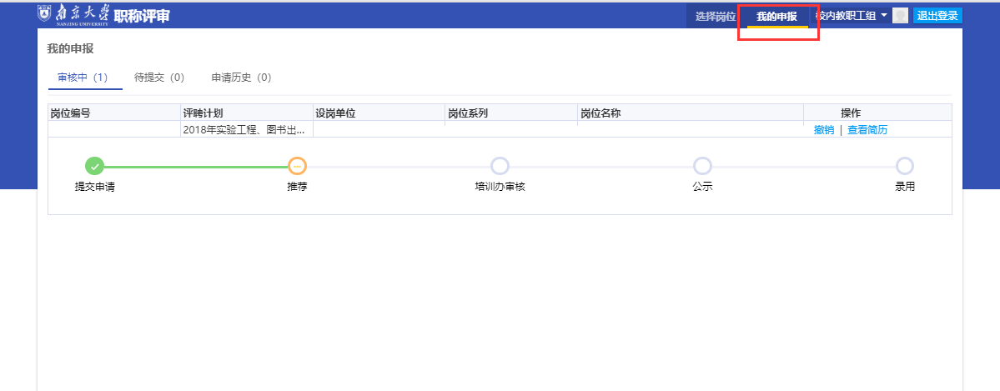 南京大学 职称评审 选择岗位 我的申报 校内教职工组 退出登录
NANJING UNIVERSITY
我的申报
审核中（1） 待提交（0） 申请历史（0）
岗位编号 评聘计划 设岗单位 岗位系列 岗位名称 操作
2018年实验工程、图书出... 撤销 | 查看简历
提交申请 推荐 培训办审核 公示 录用